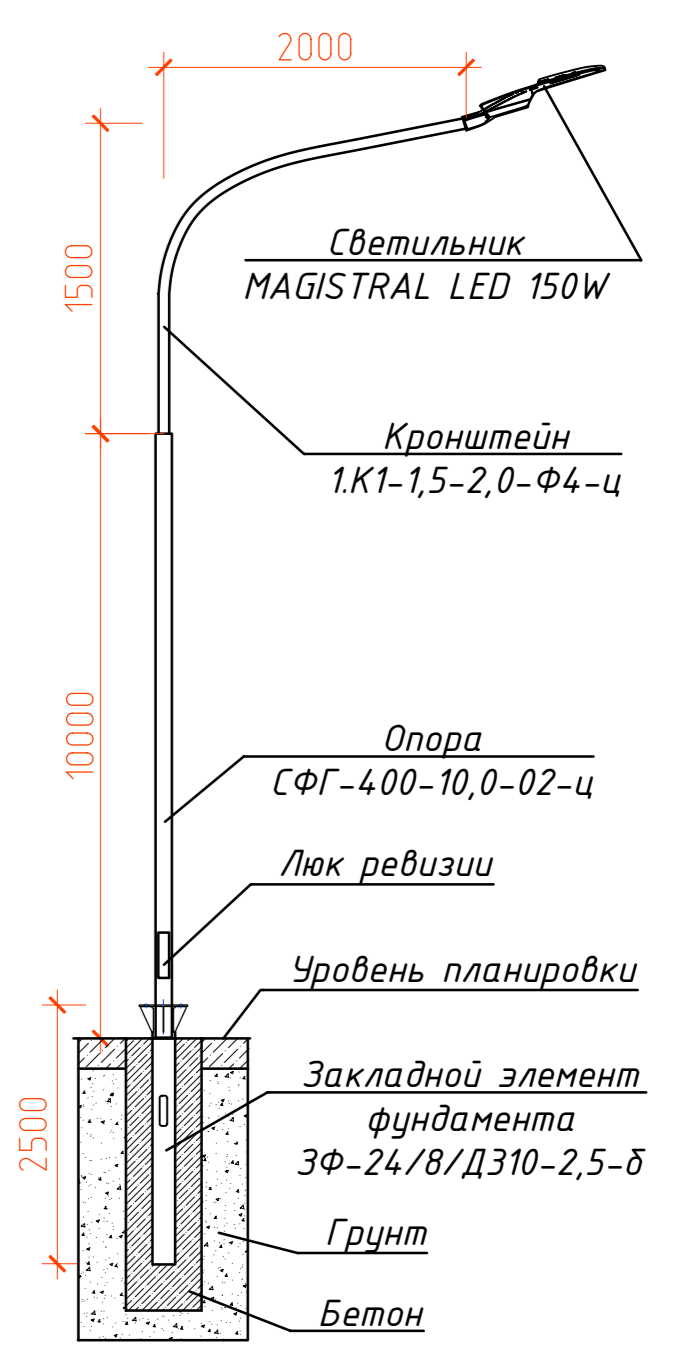 2000
1500
Светильник
MAGISTRAL LED 150W
Кронштейн
1.К1-1,5-2,0-Ф4-ц
10000
Опора
СФГ-400-10,0-02-ц
Люк ревизии
Уровень планировки
2500
Закладной элемент
фундамента
ЗФ-24/8/Д310-2,5-б
Грунт
Бетон